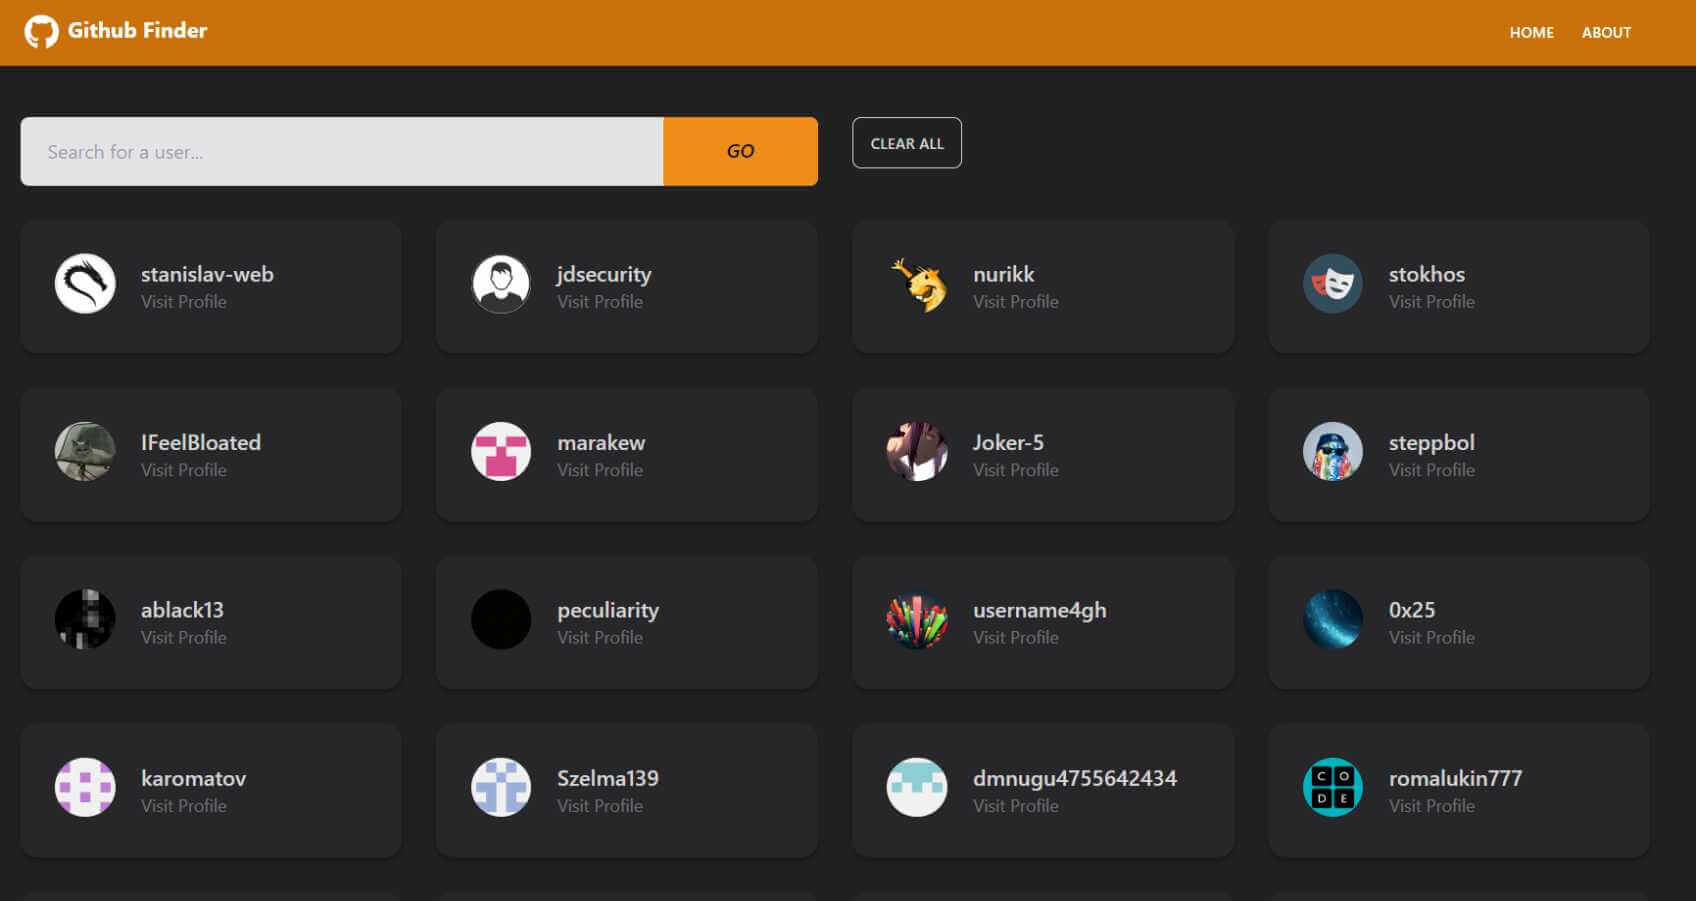 Github Finder
HOME
ABOUT
Search for a user...
GO
CLEAR ALL
stanislav-web
Visit Profile
jdsecurity
Visit Profile
nurikk
Visit Profile
stokhos
Visit Profile
IFeelBloated
Visit Profile
marakew
Visit Profile
Joker-5
Visit Profile
steppbol
Visit Profile
ablack13
Visit Profile
peculiarity
Visit Profile
username4gh
Visit Profile
0x25
Visit Profile
karomatov
Visit Profile
Szelma139
Visit Profile
dmnugu4755642434
Visit Profile
C O
D E
romalukin777
Visit Profile